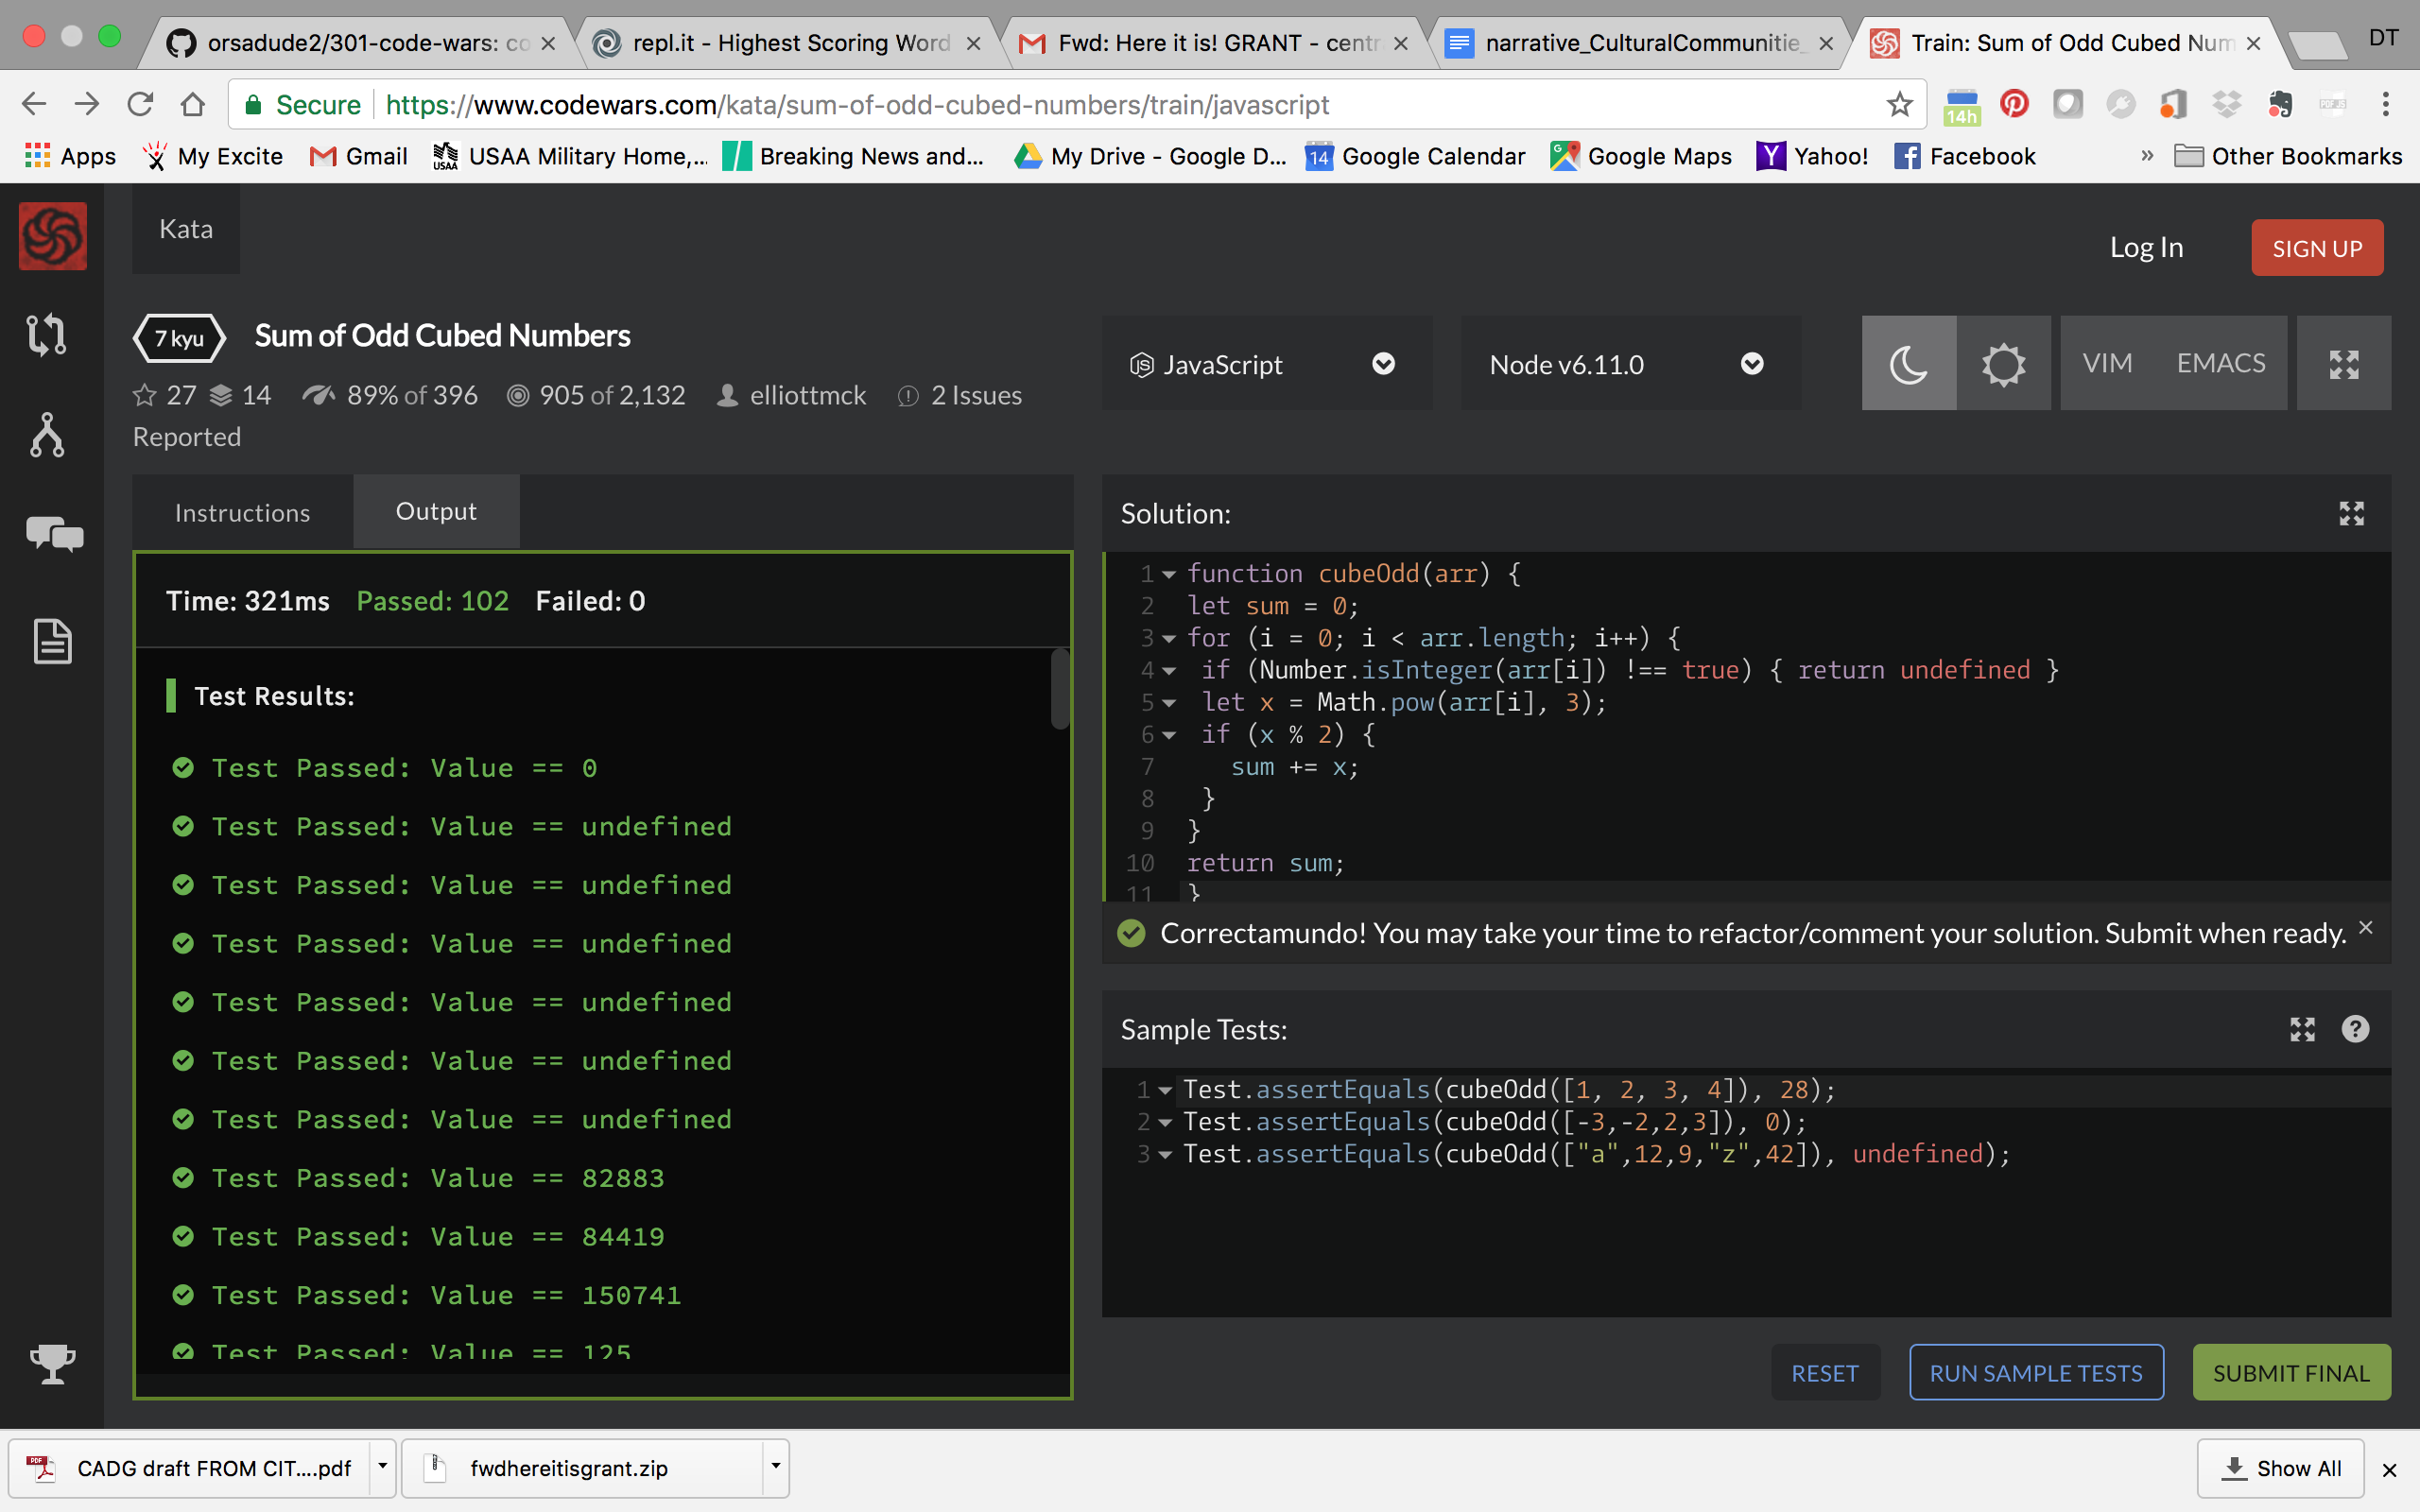 orsadude2/301-code-wars: co
repl.it - Highest Scoring Word
Fwd: Here it is! GRANT - centr
narrative_CulturalCommunitie_
Train: Sum of Odd Cubed Num
DT
Secure https://www.codewars.com/kata/sum-of-odd-cubed-numbers/train/javascript
14h
Apps My Excite Gmail USAA Military Home,... Breaking News and... My Drive - Google D... 14 Google Calendar Google Maps Yahoo! Facebook » Other Bookmarks
Kata
Log In SIGN UP
7 kyu Sum of Odd Cubed Numbers
27 14 89% of 396 905 of 2,132 elliottmck 2 Issues
Reported
JavaScript Node v6.11.0 VIM EMACS
Instructions Output
Time: 321ms Passed: 102 Failed: 0
Test Results:
Test Passed: Value == 0
Test Passed: Value == undefined
Test Passed: Value == undefined
Test Passed: Value == undefined
Test Passed: Value == undefined
Test Passed: Value == undefined
Test Passed: Value == undefined
Test Passed: Value == 82883
Test Passed: Value == 84419
Test Passed: Value == 150741
Test Passed: Value == 125
Solution:
1 function cubeOdd(arr) {
2 let sum = 0;
3 for (i = 0; i < arr.length; i++) {
4 if (Number.isInteger(arr[i]) !== true) { return undefined }
5 let x = Math.pow(arr[i], 3);
6 if (x % 2) {
7 sum += x;
8 }
9 }
10 return sum;
11 }
Correctamundo! You may take your time to refactor/comment your solution. Submit when ready. ×
Sample Tests:
1 Test.assertEquals(cubeOdd([1, 2, 3, 4]), 28);
2 Test.assertEquals(cubeOdd([-3,-2,2,3]), 0);
3 Test.assertEquals(cubeOdd(["a",12,9,"z",42]), undefined);
RESET RUN SAMPLE TESTS SUBMIT FINAL
CADG draft FROM CIT....pdf fwdhereitisgrant.zip Show All